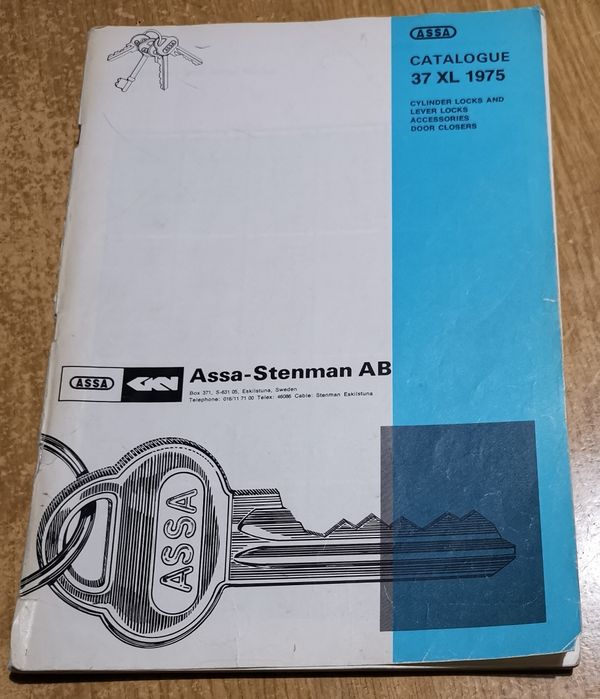 ASSA
CATALOGUE
37 XL 1975
CYLINDER LOCKS AND
LEVER LOCKS
ACCESSORIES
DOOR CLOSERS
ASSA
GKN
Assa-Stenman AB
Box 371, S-631 05, Eskilstuna, Sweden
Telephone: 016/11 71 00 Telex: 46086 Cable: Stenman Eskilstuna
ASSA